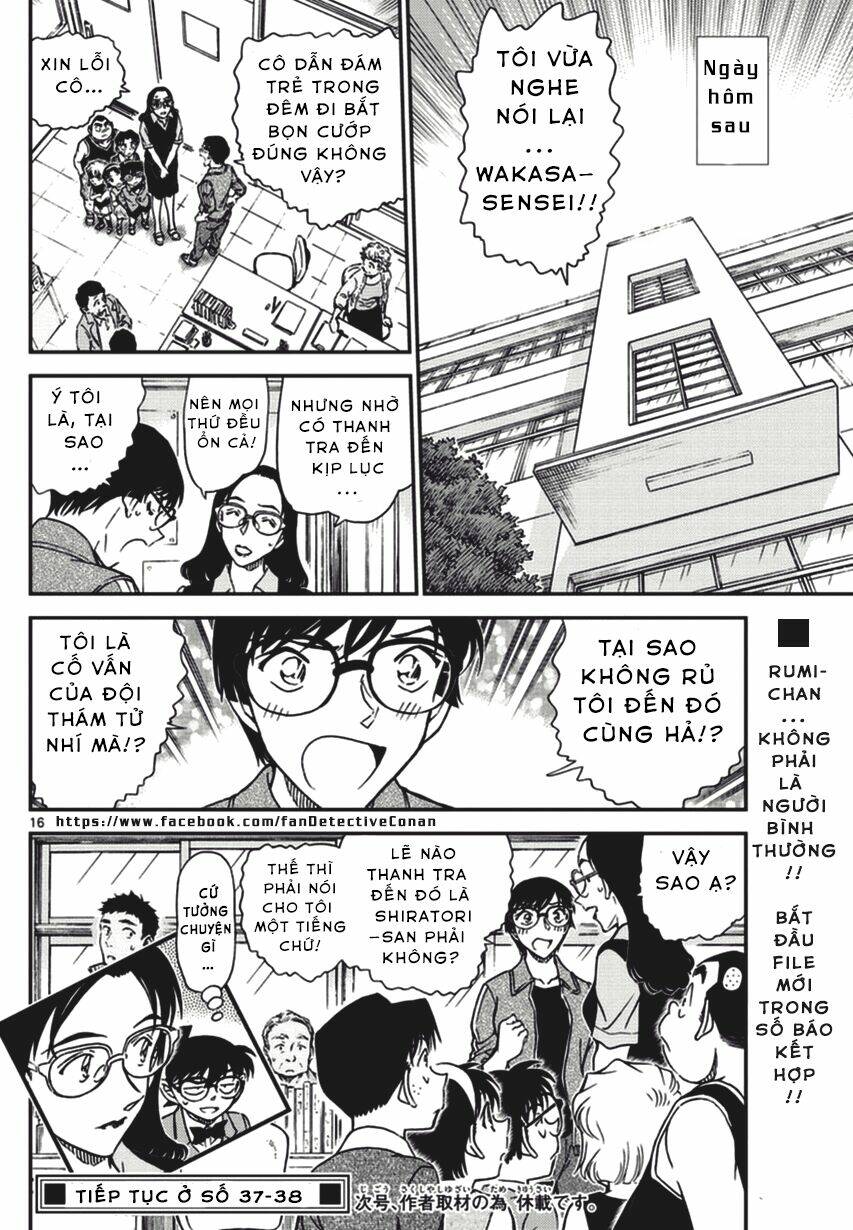 Ngày
hôm
sau
TÔI VỪA
NGHE
NÓI LẠI
...
WAKASA-
SENSEI!!
CÔ DẪN ĐÁM
TRẺ TRONG
ĐÊM ĐI BẮT
BỌN CƯỚP
ĐÚNG KHÔNG
VẬY?
XIN LỖI
CÔ...
NHƯNG NHỜ
CÓ THANH
TRA ĐẾN
KỊP LỤC
...
NÊN MỌI
THỨ ĐỀU
ỔN CẢ!
Ý TÔI
LÀ, TẠI
SAO
...
TẠI SAO
KHÔNG RỦ
TÔI ĐẾN ĐÓ
CÙNG HẢ!?
TÔI LÀ
CỐ VẤN
CỦA ĐỘI
THÁM TỬ
NHÍ MÀ!?
16
https://www.facebook.com/fanDetectiveConan
VẬY
SAO Ạ?
LẼ NÀO
THANH TRA
ĐẾN ĐÓ LÀ
SHIRATORI
-SAN PHẢI
KHÔNG?
THẾ THÌ
PHẢI NÓI
CHO TÔI
MỘT TIẾNG
CHỨ!
CỨ
TƯỞNG
CHUYỆN
GÌ
...
RUMI-
CHAN
...
KHÔNG
PHẢI
LÀ
NGƯỜI
BÌNH
THƯỜNG
!!
BẮT
ĐẦU
FILE
MỚI
TRONG
SỐ BÁO
KẾT
HỢP
!!
TIẾP TỤC Ở SỐ 37-38
次号、作者取材の為 休載です。